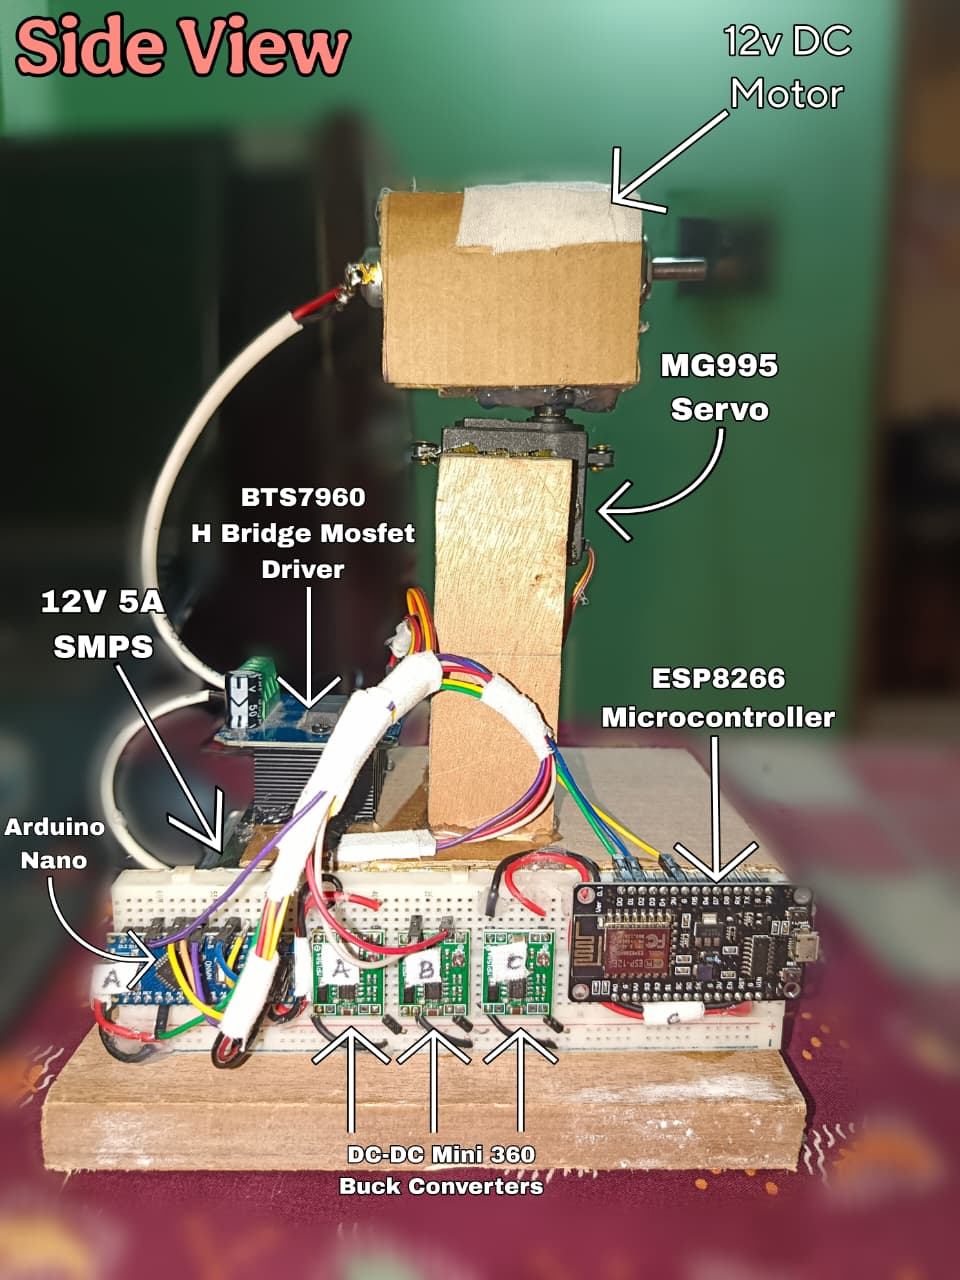 Side View
12v DC
Motor
MG995
Servo
BTS7960
H Bridge Mosfet
Driver
12V 5A
SMPS
ESP8266
Microcontroller
Arduino
Nano
A
A
B
C
C
DC-DC Mini 360
Buck Converters